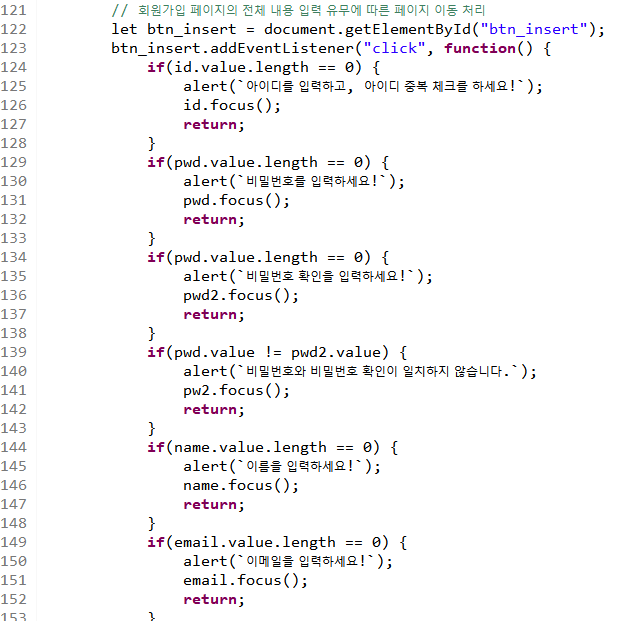 121 // 회원가입 페이지의 전체 내용 입력 유무에 따른 페이지 이동 처리
122 let btn_insert = document.getElementById("btn_insert");
123 btn_insert.addEventListener("click", function() {
124 if(id.value.length == 0) {
125 alert(`아이디를 입력하고, 아이디 중복 체크를 하세요!`);
126 id.focus();
127 return;
128 }
129 if(pwd.value.length == 0) {
130 alert(`비밀번호를 입력하세요!`);
131 pwd.focus();
132 return;
133 }
134 if(pwd.value.length == 0) {
135 alert(`비밀번호 확인을 입력하세요!`);
136 pwd2.focus();
137 return;
138 }
139 if(pwd.value != pwd2.value) {
140 alert(`비밀번호와 비밀번호 확인이 일치하지 않습니다.`);
141 pw2.focus();
142 return;
143 }
144 if(name.value.length == 0) {
145 alert(`이름을 입력하세요!`);
146 name.focus();
147 return;
148 }
149 if(email.value.length == 0) {
150 alert(`이메일을 입력하세요!`);
151 email.focus();
152 return;
153 }